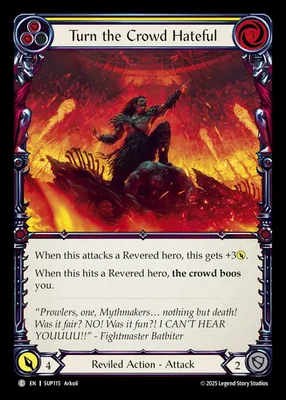 Turn the Crowd Hateful
When this attacks a Revered hero, this gets +3
When this hits a Revered hero, the crowd boos
you.
“Prowlers, one, Mythmakers… nothing but death!
Was it fair? NO! Was it fun?! I CAN'T HEAR
YOUUUU!!” - Fightmaster Batbiter
4
Reviled Action - Attack
2
C EN | SUP115 Arkoii
© 2025 Legend Story Studios